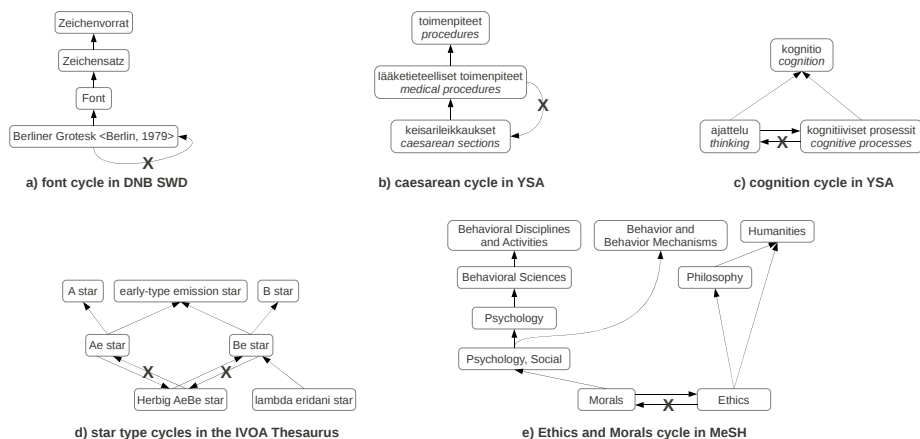 Zeichenvorrat
Zeichensatz
Font
Berliner Grotesk <Berlin, 1979>
X
a) font cycle in DNB SWD
toimenpiteet
procedures
lääketieteelliset toimenpiteet
medical procedures
X
keisarileikkaukset
caesarean sections
b) caesarean cycle in YSA
kognitio
cognition
ajattelu
thinking
X
kognitiiviset prosessit
cognitive processes
c) cognition cycle in YSA
A star
early-type emission star
B star
Ae star
Be star
X
X
Herbig AeBe star
lambda eridani star
d) star type cycles in the IVOA Thesaurus
Behavioral Disciplines
and Activities
Behavior and
Behavior Mechanisms
Humanities
Behavioral Sciences
Philosophy
Psychology
Psychology, Social
Morals
X
Ethics
e) Ethics and Morals cycle in MeSH